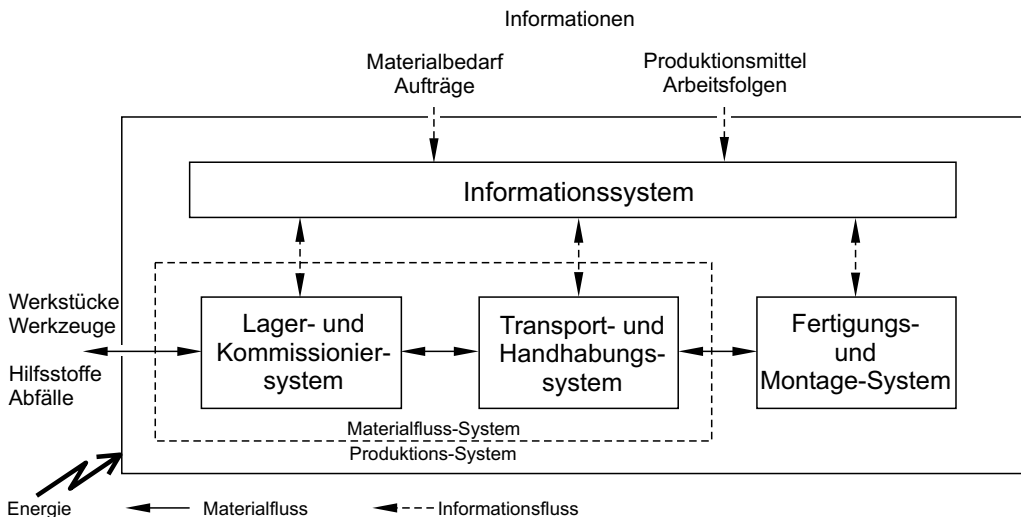 Informationen
Materialbedarf
Aufträge
Produktionsmittel
Arbeitsfolgen
Informationssystem
Werkstücke
Werkzeuge
Hilfsstoffe
Abfälle
Lager- und
Kommissionier-
system
Transport- und
Handhabungs-
system
Fertigungs-
und
Montage-System
Materialfluss-System
Produktions-System
Energie
Materialfluss
Informationsfluss